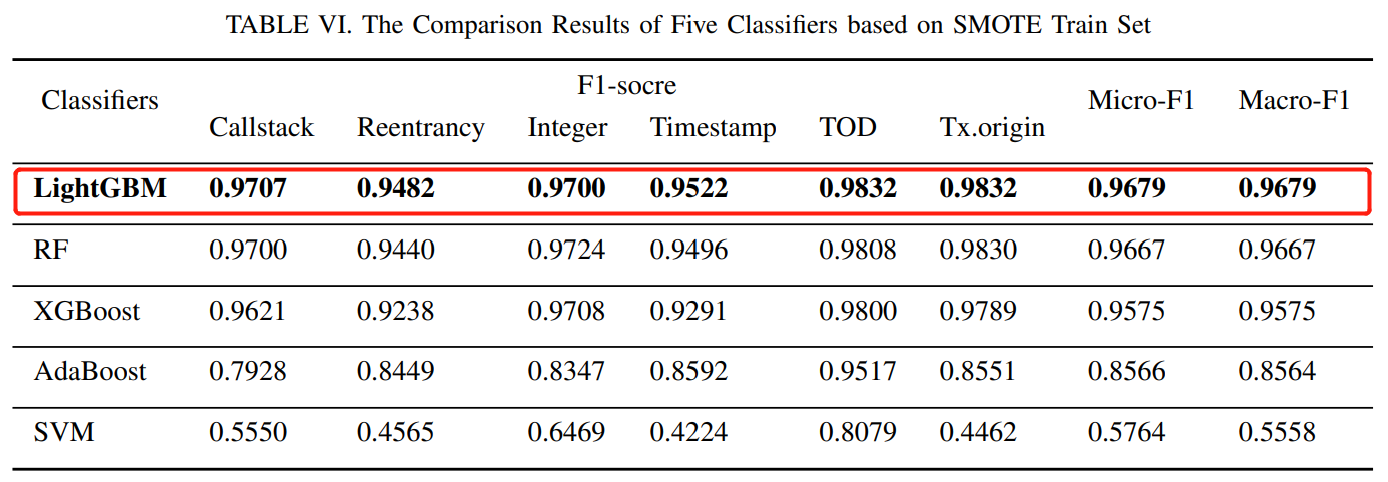 TABLE VI. The Comparison Results of Five Classifiers based on SMOTE Train Set
Classifiers F1-socre Micro-F1 Macro-F1
Callstack Reentrancy Integer Timestamp TOD Tx.origin
LightGBM 0.9707 0.9482 0.9700 0.9522 0.9832 0.9832 0.9679 0.9679
RF 0.9700 0.9440 0.9724 0.9496 0.9808 0.9830 0.9667 0.9667
XGBoost 0.9621 0.9238 0.9708 0.9291 0.9800 0.9789 0.9575 0.9575
AdaBoost 0.7928 0.8449 0.8347 0.8592 0.9517 0.8551 0.8566 0.8564
SVM 0.5550 0.4565 0.6469 0.4224 0.8079 0.4462 0.5764 0.5558